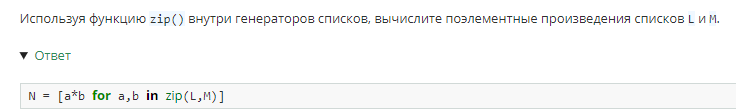 Используя функцию zip() внутри генераторов списков, вычислите поэлементные произведения списков L и M.
▼ Ответ
N = [a*b for a,b in zip(L,M)]